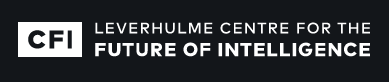 CFI
LEVERHULME CENTRE FOR THE
FUTURE OF INTELLIGENCE